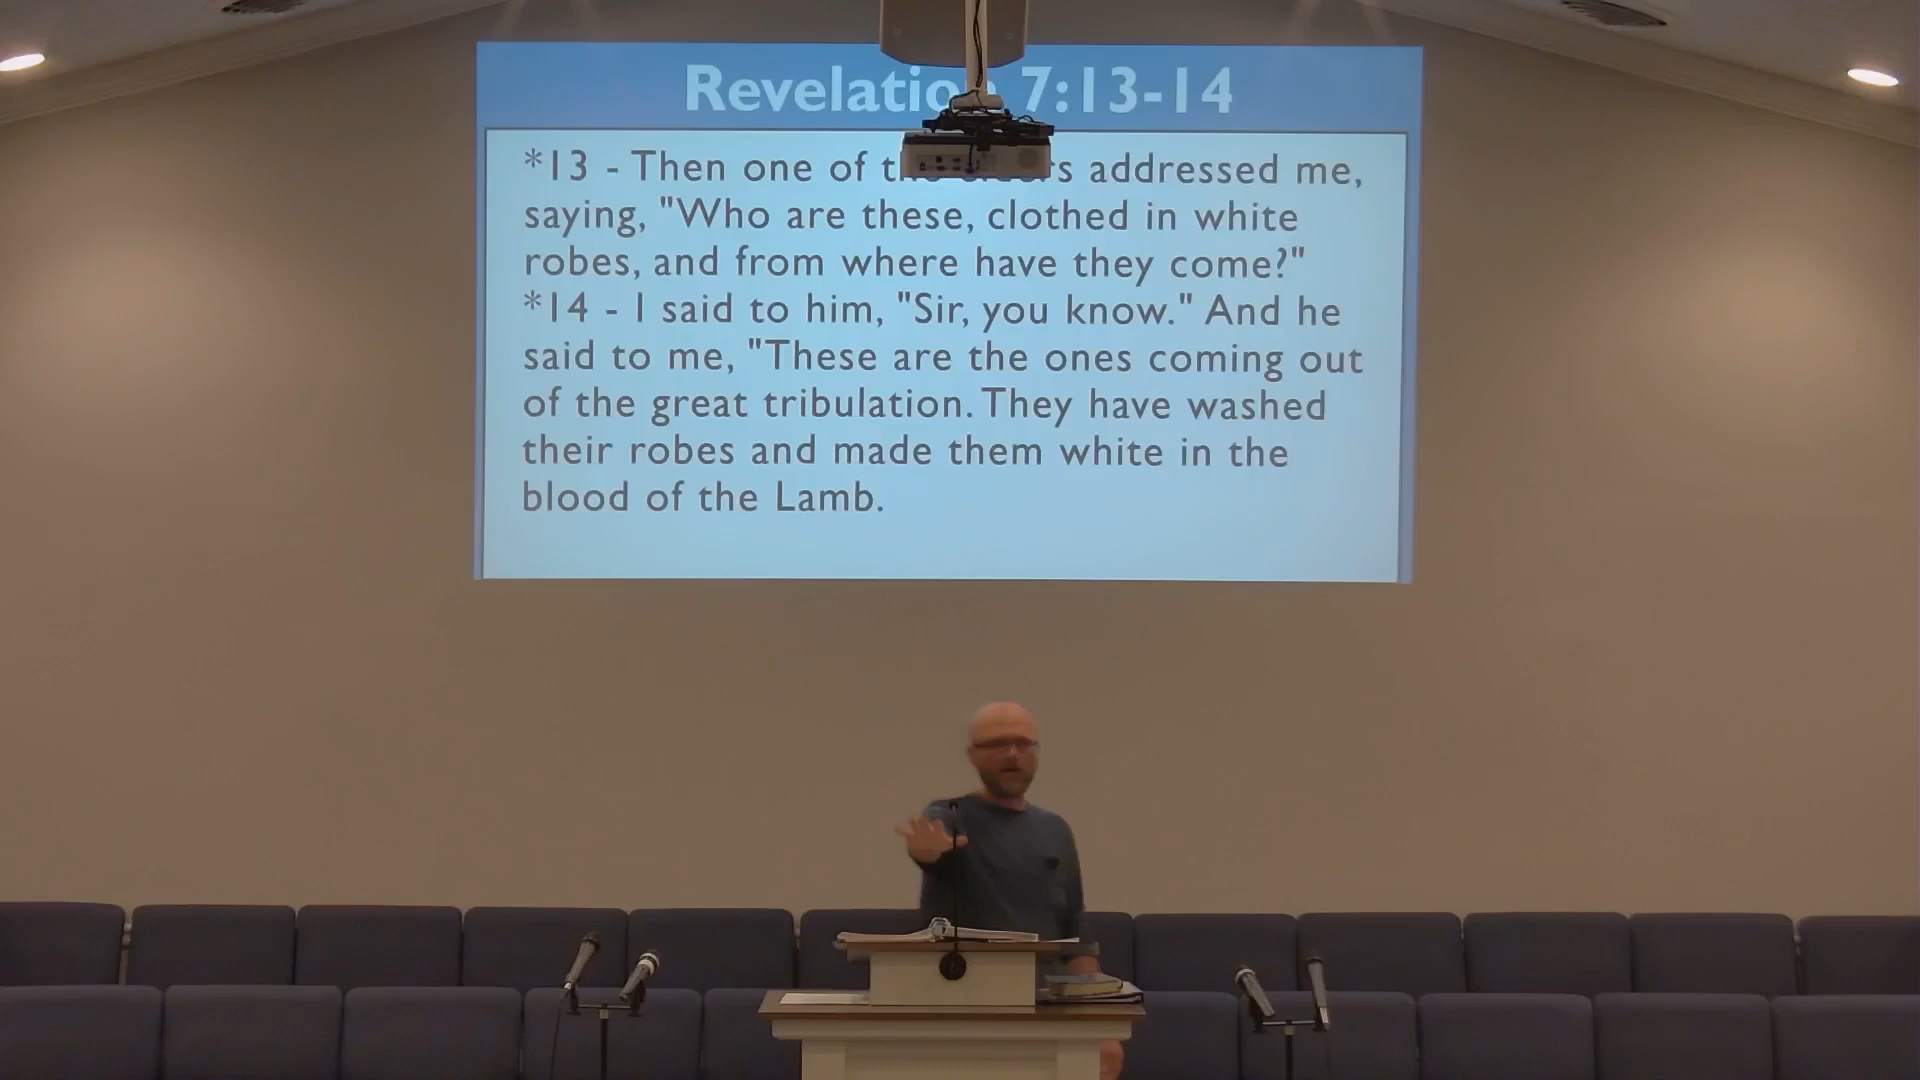 Revelation 7:13-14
*13 - Then one of addressed me,
saying, "Who are these, clothed in white
robes, and from where have they come?"
*14 - I said to him, "Sir, you know." And he
said to me, "These are the ones coming out
of the great tribulation. They have washed
their robes and made them white in the
blood of the Lamb.